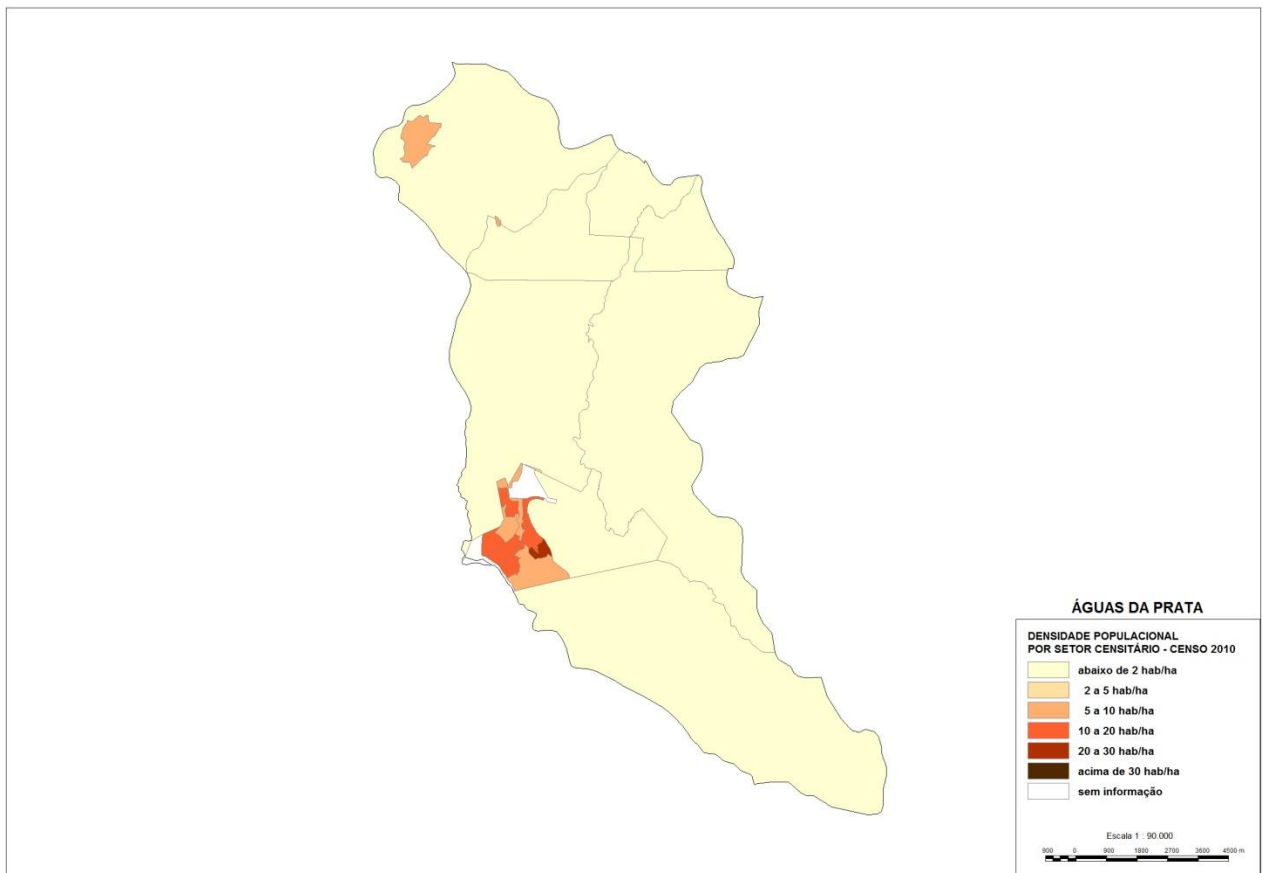 ÁGUAS DA PRATA
DENSIDADE POPULACIONAL
POR SETOR CENSITÁRIO - CENSO 2010
abaixo de 2 hab/ha
2 a 5 hab/ha
5 a 10 hab/ha
10 a 20 hab/ha
20 a 30 hab/ha
acima de 30 hab/ha
sem informação
Escala 1 : 90.000
900 0 900 1800 2700 3600 4500 m